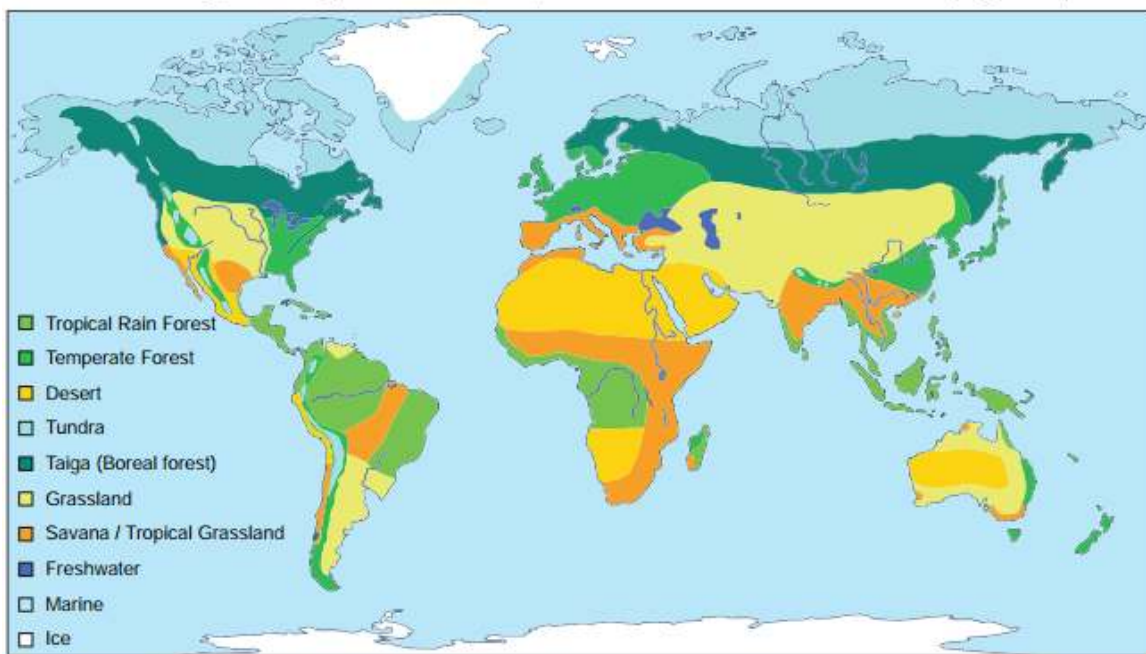 Tropical Rain Forest
Temperate Forest
Desert
Tundra
Taiga (Boreal forest)
Grassland
Savana / Tropical Grassland
Freshwater
Marine
Ice